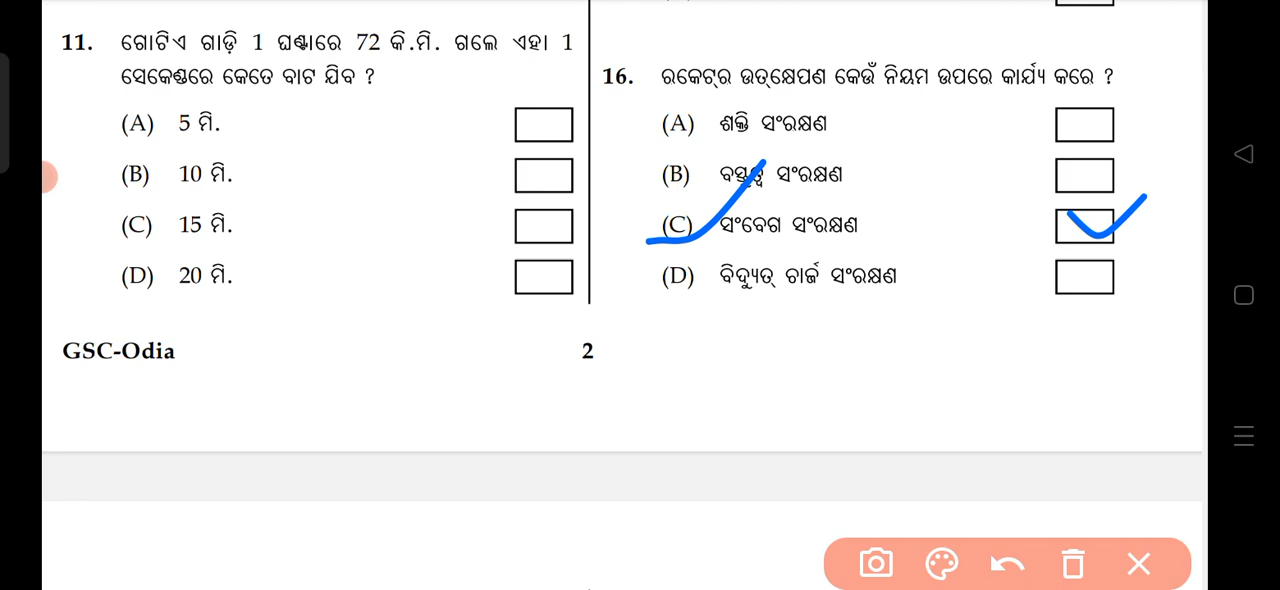 11. ଗୋଟିଏ ଗାଡ଼ି 1 ଘଣ୍ଟାରେ 72 କି.ମି. ଗଲେ ଏହା 1
ସେକେଣ୍ଡରେ କେତେ ବାଟ ଯିବ ?
(A) 5 ମି.
(B) 10 ମି.
(C) 15 ମି.
(D) 20 ମି.
16. ରକେଟ୍‌ର ଉତ୍‌କ୍ଷେପଣ କେଉଁ ନିୟମ ଉପରେ କାର୍ଯ୍ୟ କରେ ?
(A) ଶକ୍ତି ସଂରକ୍ଷଣ
(B) ବସ୍ତୁତ୍ୱ ସଂରକ୍ଷଣ
(C) ସଂବେଗ ସଂରକ୍ଷଣ
(D) ବିଦ୍ୟୁତ୍ ଚାର୍ଜ ସଂରକ୍ଷଣ
GSC-Odia 2